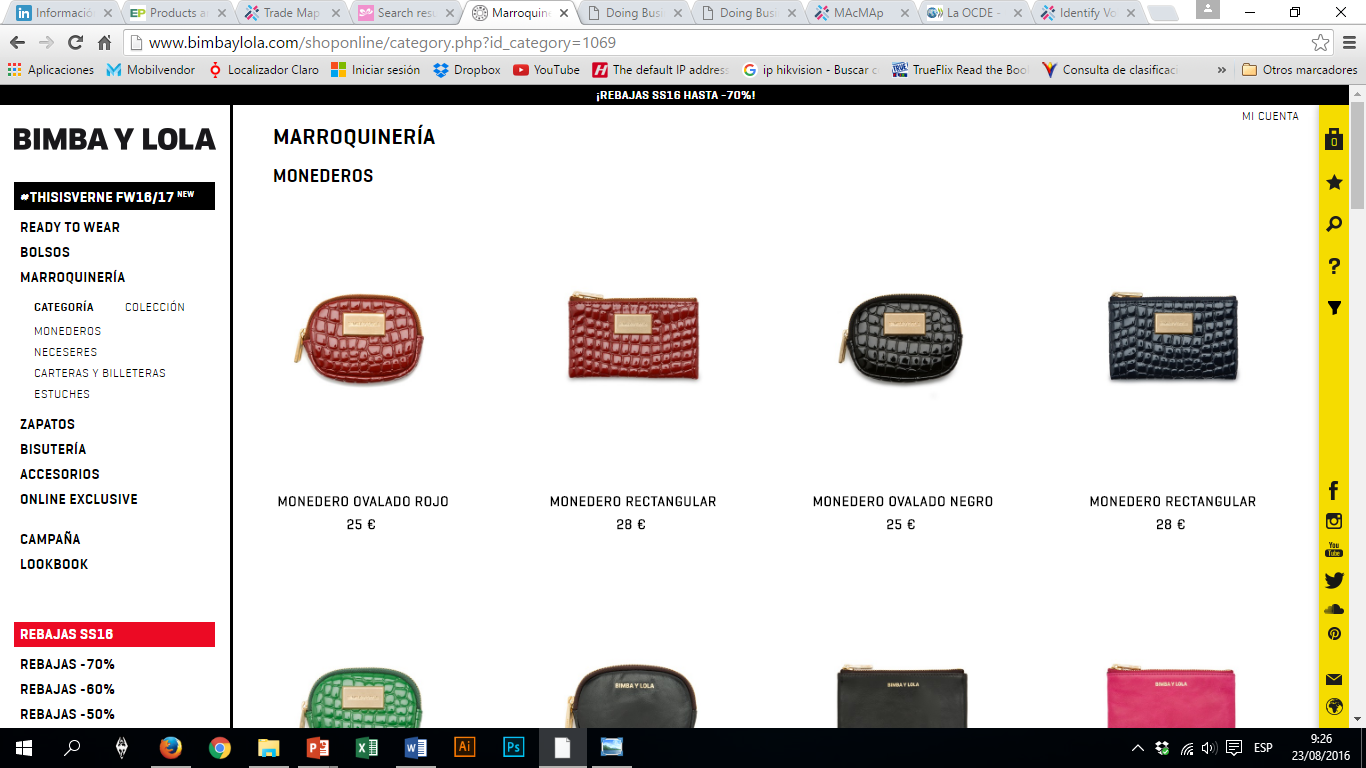 Informació
Products a
Trade Map
Search resu
Marroquine
Doing Busi
Doing Busi
MAcMAp
La OCDE -
Identify Vo
www.bimbaylola.com/shoponline/category.php?id_category=1069
Aplicaciones
Mobilvendor
Localizador Claro
Iniciar sesión
Dropbox
YouTube
The default IP address
ip hikvision - Buscar c
TrueFlix Read the Boo
Consulta de clasificaci
»
Otros marcadores
¡REBAJAS SS16 HASTA -70%!
BIMBA Y LOLA
#THISISVERNE FW16/17 NEW
READY TO WEAR
BOLSOS
MARROQUINERÍA
CATEGORÍA COLECCIÓN
MONEDEROS
NECESERES
CARTERAS Y BILLETERAS
ESTUCHES
ZAPATOS
BISUTERÍA
ACCESORIOS
ONLINE EXCLUSIVE
CAMPAÑA
LOOKBOOK
REBAJAS SS16
REBAJAS -70%
REBAJAS -60%
REBAJAS -50%
MI CUENTA
0
?
MARROQUINERÍA
MONEDEROS
MONEDERO OVALADO ROJO
25 €
MONEDERO RECTANGULAR
28 €
MONEDERO OVALADO NEGRO
25 €
MONEDERO RECTANGULAR
28 €
BIMBA Y LOLA
BIMBA Y LOLA
BIMBA Y LOLA
You
Tube
ESP
9:26
23/08/2016